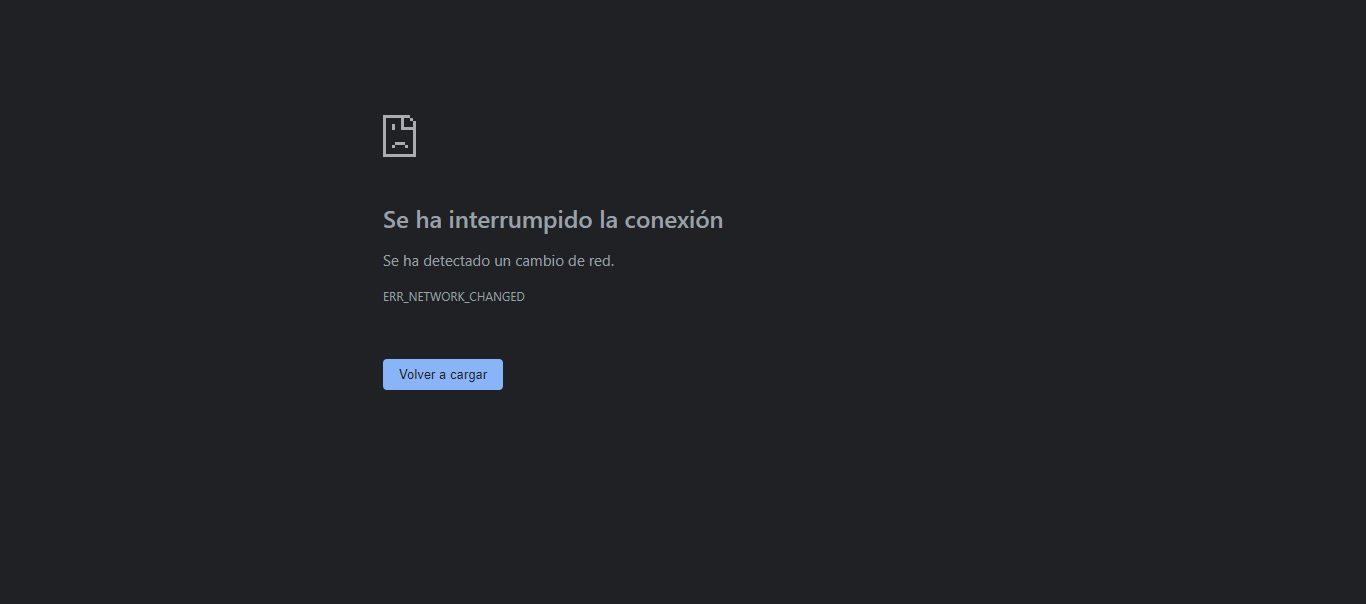 Se ha interrumpido la conexión
Se ha detectado un cambio de red.
ERR_NETWORK_CHANGED
Volver a cargar